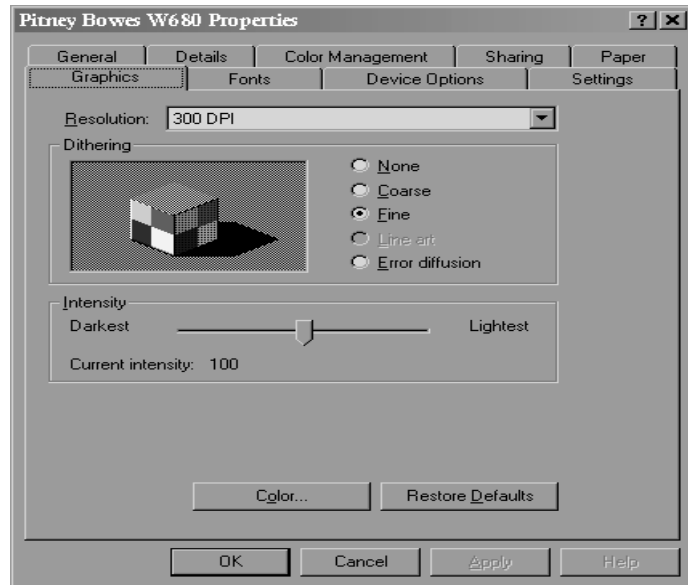 Pitney Bowes W680 Properties
General Details Color Management Sharing Paper
Graphics Fonts Device Options Settings
Resolution: 300 DPI
Dithering
None
Coarse
Fine
Line art
Error diffusion
Intensity
Darkest Lightest
Current intensity: 100
Color... Restore Defaults
OK Cancel Apply Help